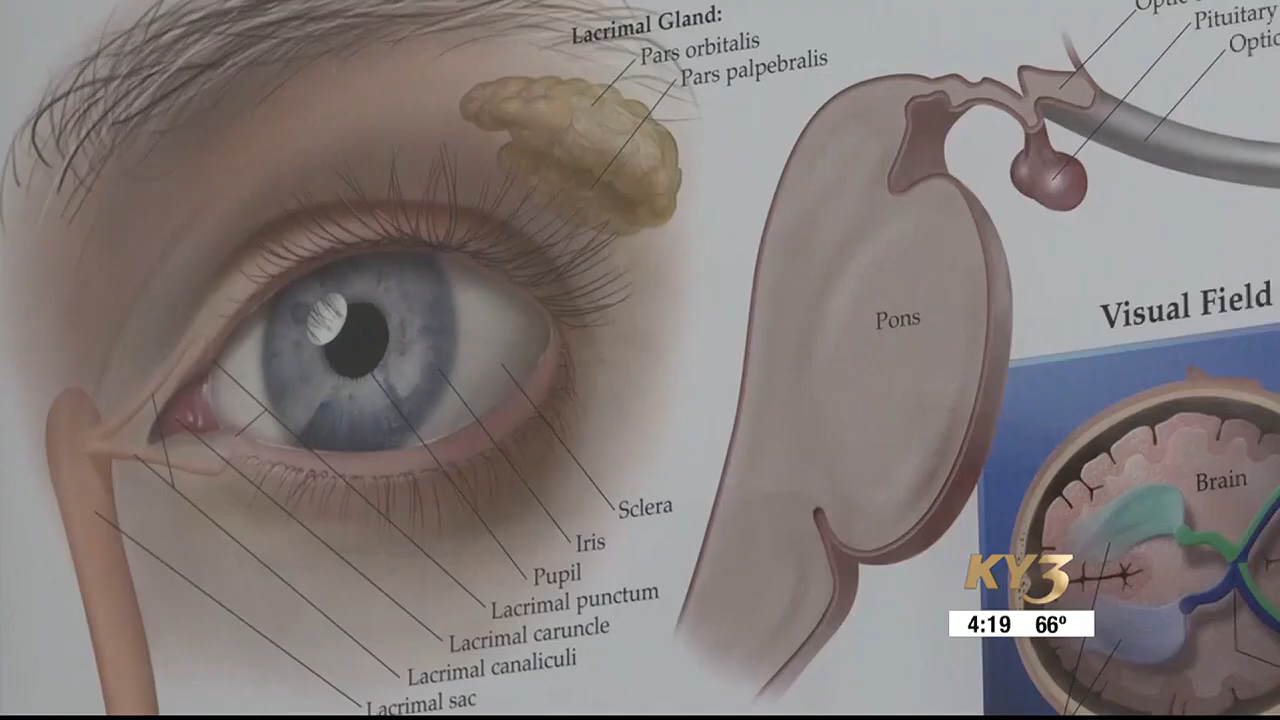 Lacrimal Gland:
Pars orbitalis
Pars palpebralis
Pituitary
Pons
Visual Field
Brain
Sclera
Iris
Pupil
Lacrimal punctum
Lacrimal caruncle
Lacrimal canaliculi
Lacrimal sac
KY3
4:19 66º